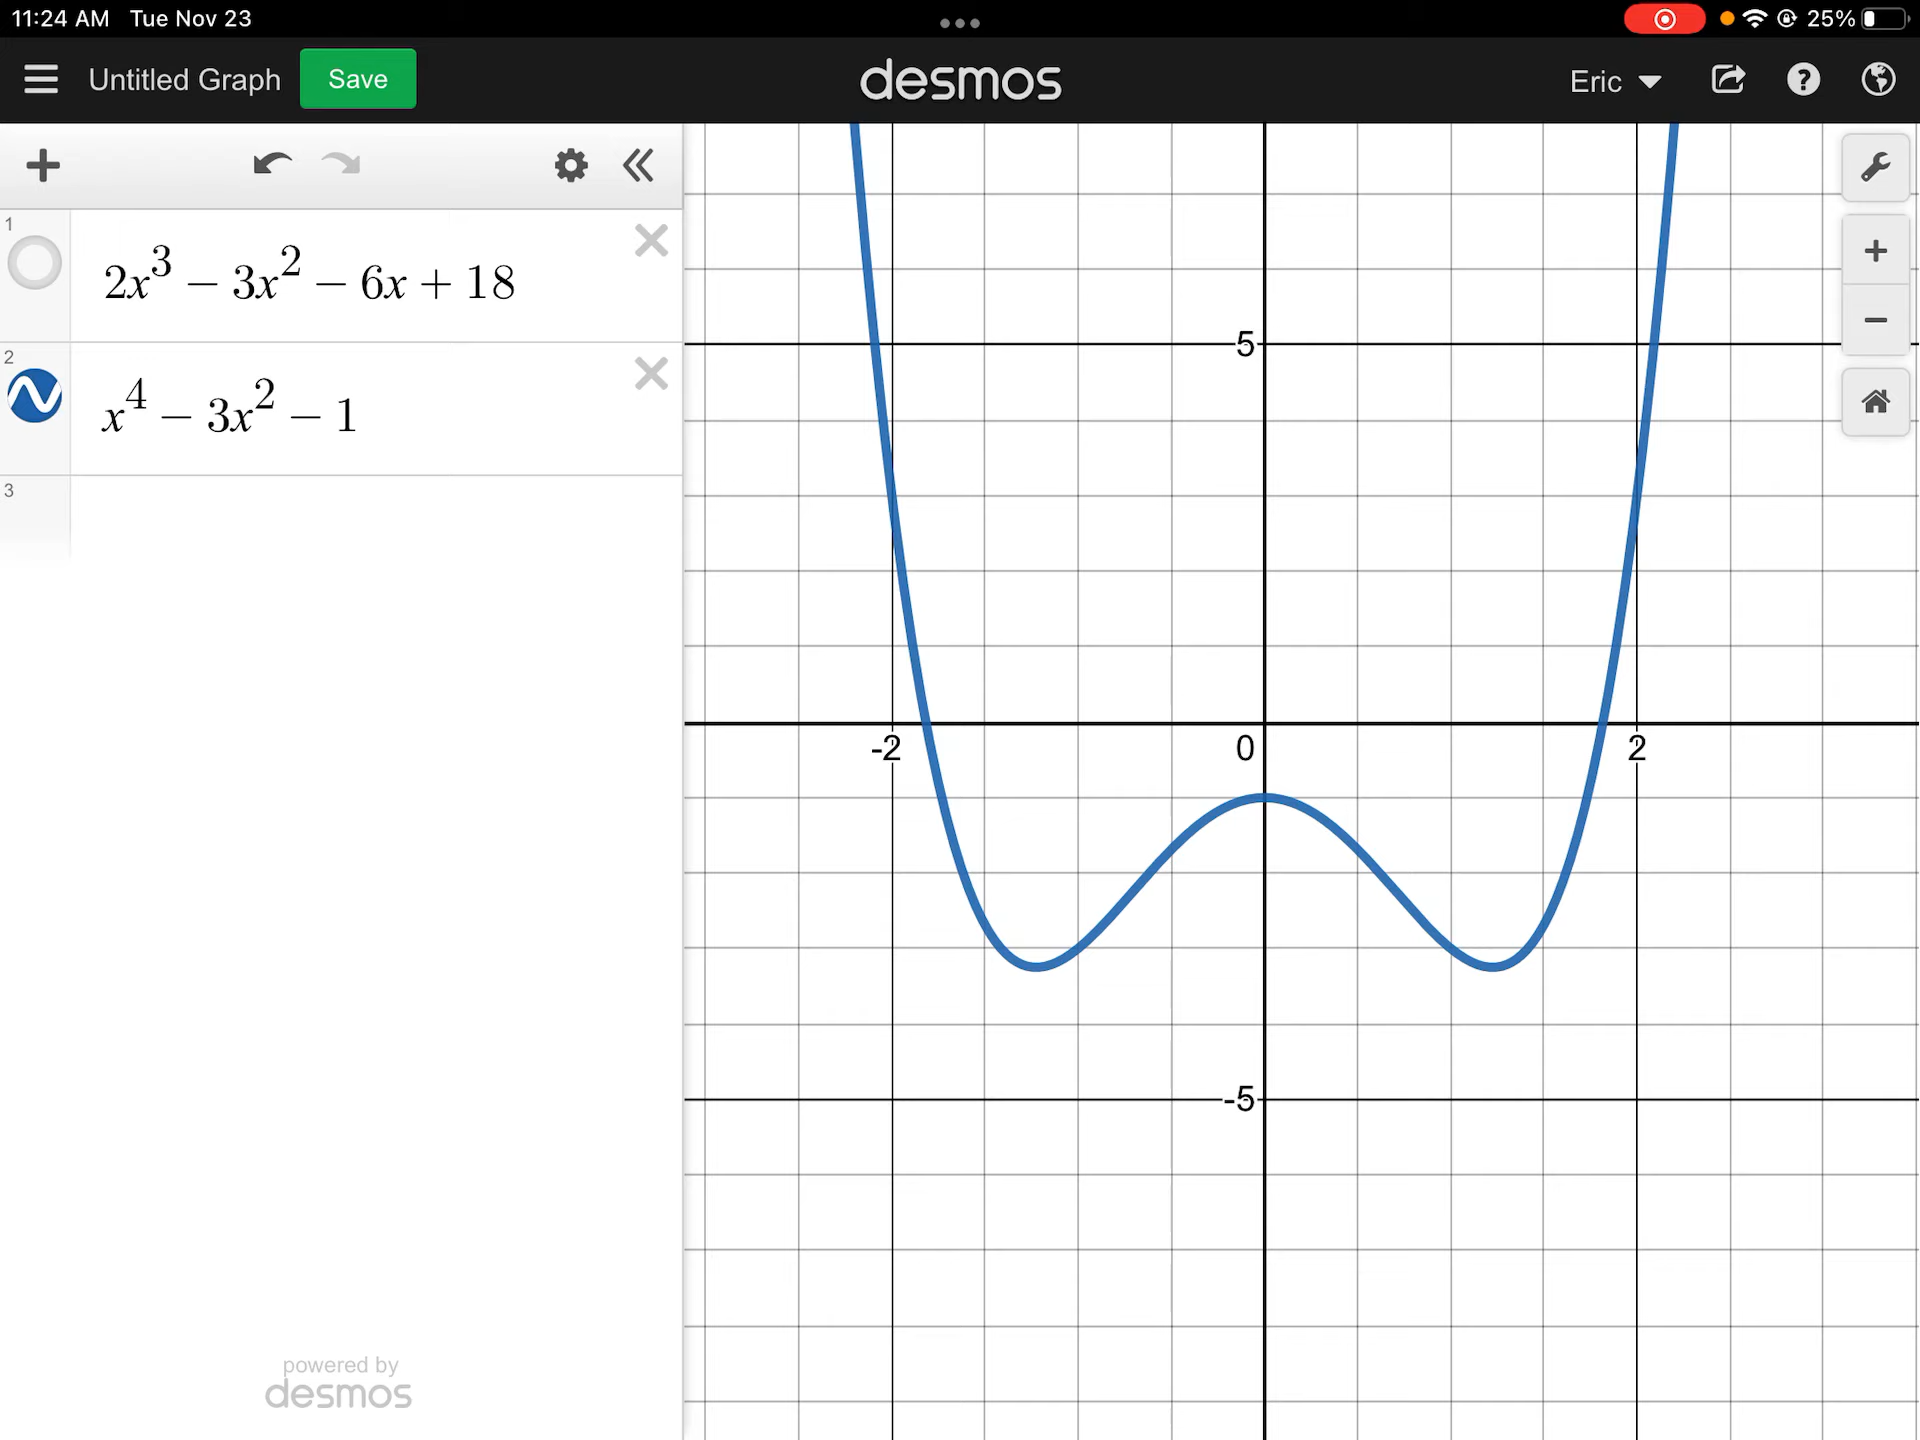 11:24 AM Tue Nov 23
25%
Untitled Graph Save desmos Eric
1
2x³ − 3x² − 6x + 18
2
x⁴ − 3x² − 1
3
5
-2 0 2
-5
powered by
desmos